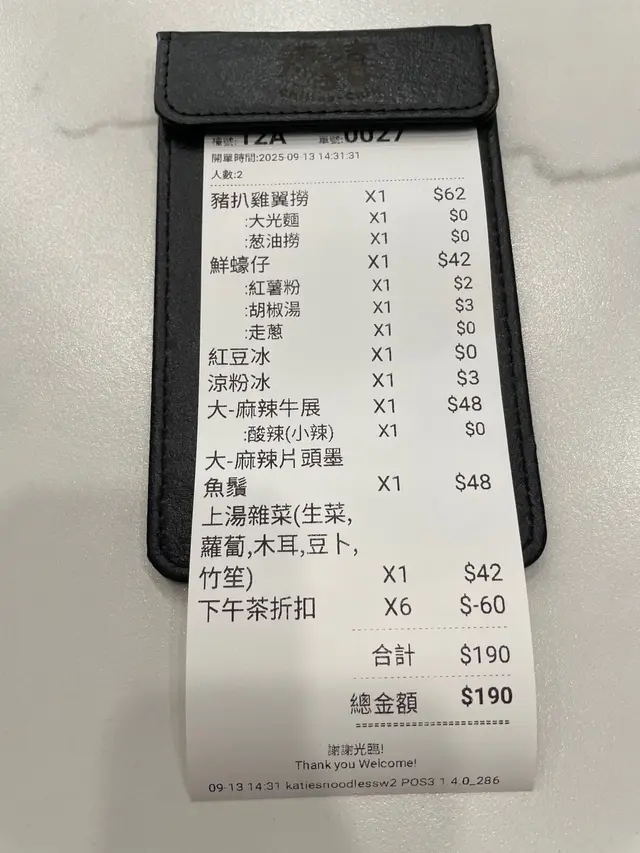 檯號: 12A 單號: 0027
開單時間:2025-09-13 14:31:31
人數:2
豬扒雞翼撈 X1 $62
:大光麵 X1 $0
:葱油撈 X1 $0
鮮蠔仔 X1 $42
:紅薯粉 X1 $2
:胡椒湯 X1 $3
:走蔥 X1 $0
紅豆冰 X1 $0
涼粉冰 X1 $3
大-麻辣牛展 X1 $48
:酸辣(小辣) X1 $0
大-麻辣片頭墨
魚鬚 X1 $48
上湯雜菜(生菜,
蘿蔔,木耳,豆卜,
竹笙) X1 $42
下午茶折扣 X6 $-60
合計 $190
總金額 $190
謝謝光臨!
Thank you Welcome!
09-13 14:31 katiesnoodlessw2 POS3 1.4.0_286